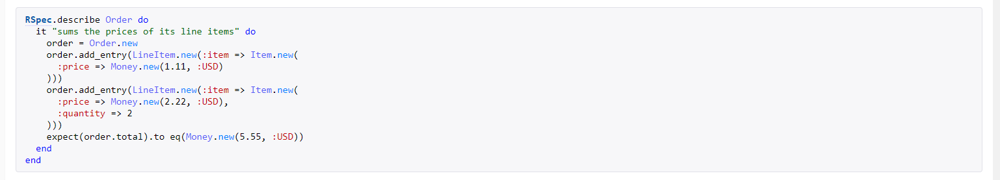 RSpec.describe Order do
  it "sums the prices of its line items" do
    order = Order.new
    order.add_entry(LineItem.new(:item => Item.new(
      :price => Money.new(1.11, :USD)
    )))
    order.add_entry(LineItem.new(:item => Item.new(
      :price => Money.new(2.22, :USD),
      :quantity => 2
    )))
    expect(order.total).to eq(Money.new(5.55, :USD))
  end
end